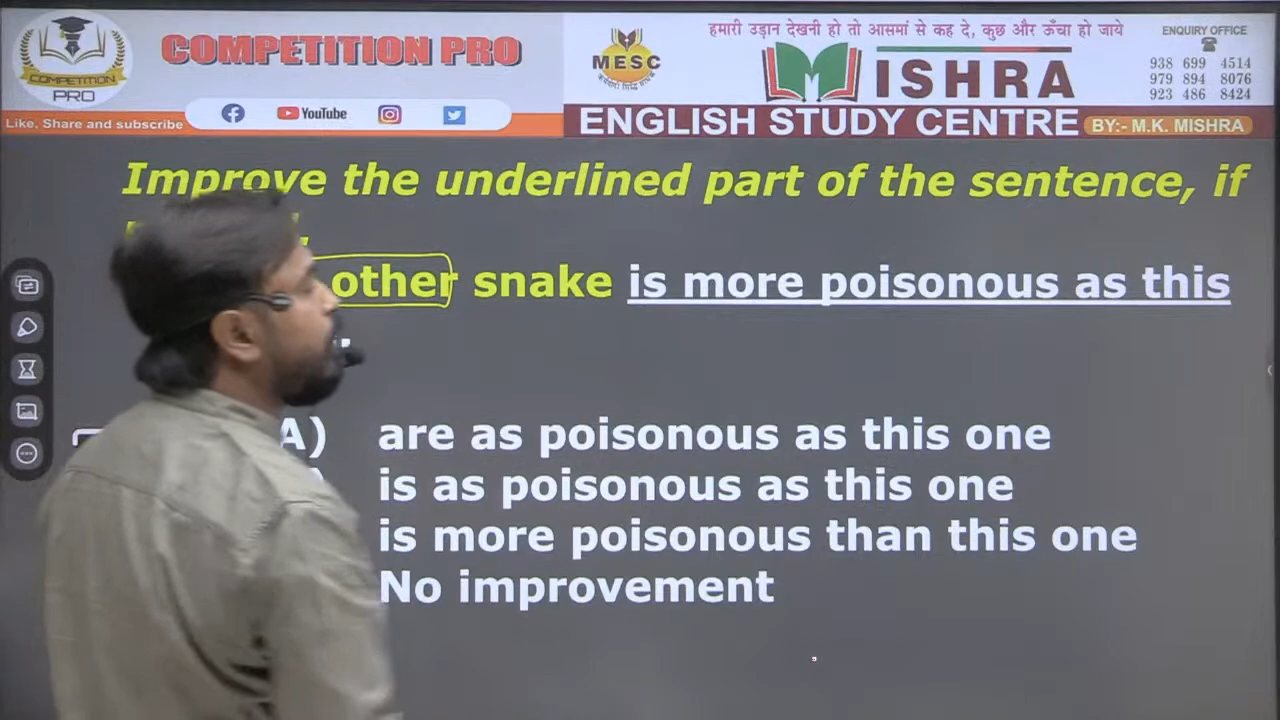 COMPETITION PRO
COMPETITION
PRO
Like, Share and subscribe
YouTube
MESC
हमारी उड़ान देखनी हो तो आसमां से कह दे, कुछ और ऊँचा हो जाये
ISHRA
ENGLISH STUDY CENTRE
BY:- M.K. MISHRA
ENQUIRY OFFICE
938 699 4514
979 894 8076
923 486 8424
Improve the underlined part of the sentence, if
other snake is more poisonous as this
A) are as poisonous as this one
is as poisonous as this one
is more poisonous than this one
No improvement